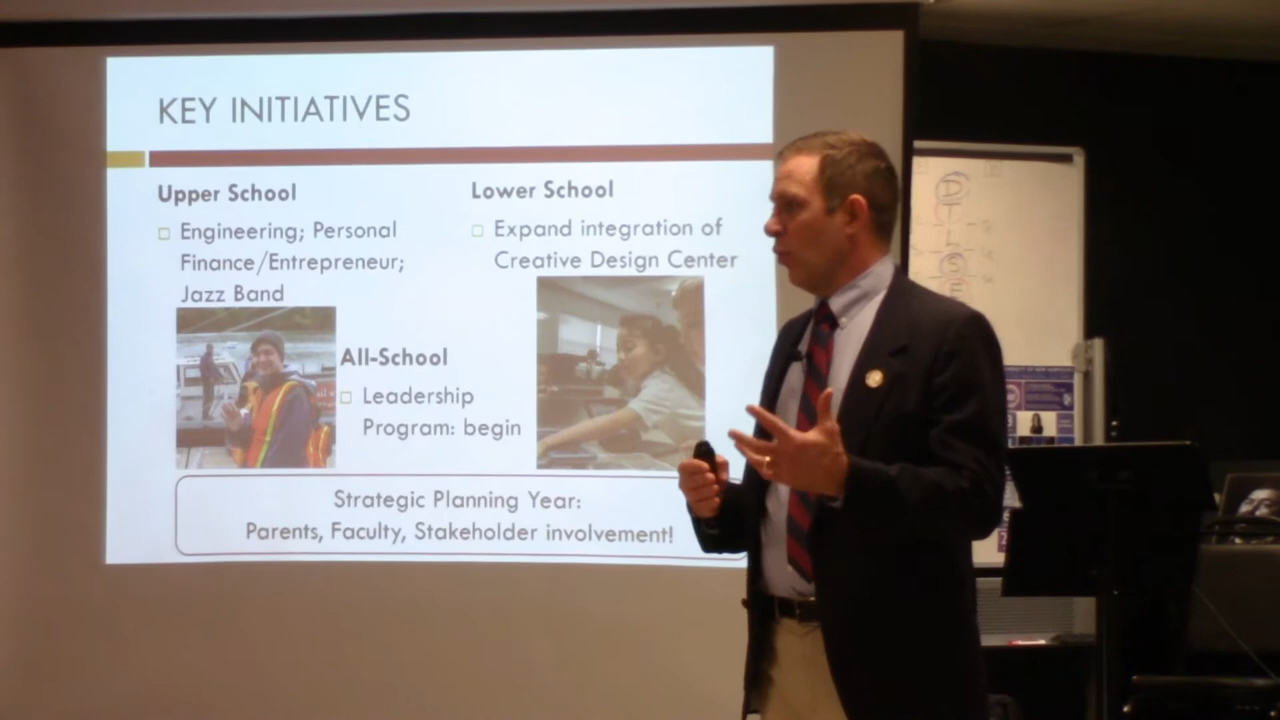 KEY INITIATIVES
Upper School
Engineering; Personal
Finance/Entrepreneur;
Jazz Band
Lower School
Expand integration of
Creative Design Center
All-School
Leadership
Program: begin
Strategic Planning Year:
Parents, Faculty, Stakeholder involvement!